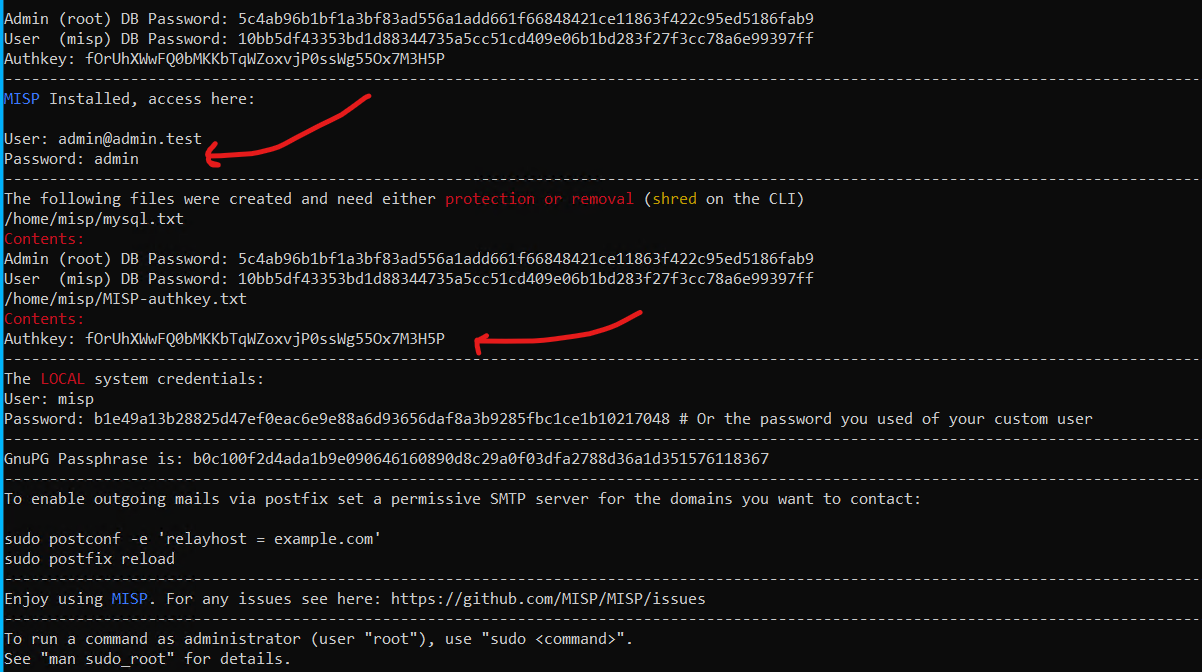 Admin (root) DB Password: 5c4ab96b1bf1a3bf83ad556a1add661f66848421ce11863f422c95ed5186fab9
User  (misp) DB Password: 10bb5df43353bd1d88344735a5cc51cd409e06b1bd283f27f3cc78a6e99397ff
Authkey: fOrUhXWwFQ0bMKKbTqWZoxvjP0ssWg55Ox7M3H5P
MISP Installed, access here:
User: admin@admin.test
Password: admin
The following files were created and need either protection or removal (shred on the CLI)
/home/misp/mysql.txt
Contents:
Admin (root) DB Password: 5c4ab96b1bf1a3bf83ad556a1add661f66848421ce11863f422c95ed5186fab9
User  (misp) DB Password: 10bb5df43353bd1d88344735a5cc51cd409e06b1bd283f27f3cc78a6e99397ff
/home/misp/MISP-authkey.txt
Contents:
Authkey: fOrUhXWwFQ0bMKKbTqWZoxvjP0ssWg55Ox7M3H5P
The LOCAL system credentials:
User: misp
Password: b1e49a13b28825d47ef0eac6e9e88a6d93656daf8a3b9285fbc1ce1b10217048 # Or the password you used of your custom user
GnuPG Passphrase is: b0c100f2d4ada1b9e090646160890d8c29a0f03dfa2788d36a1d351576118367
To enable outgoing mails via postfix set a permissive SMTP server for the domains you want to contact:
sudo postconf -e 'relayhost = example.com'
sudo postfix reload
Enjoy using MISP. For any issues see here: https://github.com/MISP/MISP/issues
To run a command as administrator (user "root"), use "sudo <command>".
See "man sudo_root" for details.